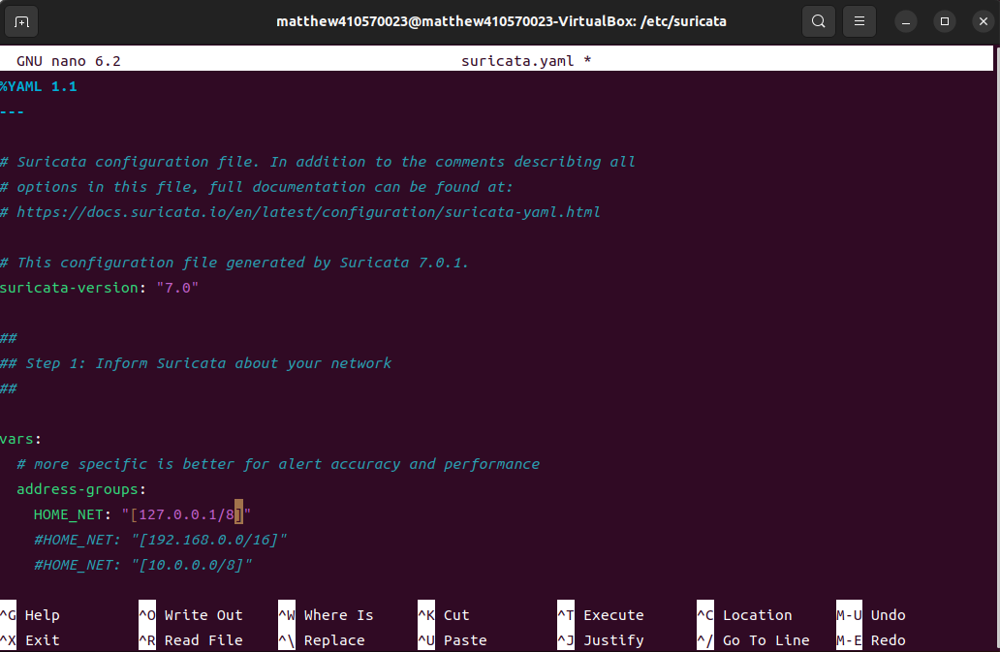 matthew410570023@matthew410570023-VirtualBox: /etc/suricata
GNU nano 6.2 suricata.yaml *
%YAML 1.1
---
# Suricata configuration file. In addition to the comments describing all
# options in this file, full documentation can be found at:
# https://docs.suricata.io/en/latest/configuration/suricata-yaml.html
# This configuration file generated by Suricata 7.0.1.
suricata-version: "7.0"
##
## Step 1: Inform Suricata about your network
##
vars:
# more specific is better for alert accuracy and performance
address-groups:
HOME_NET: "[127.0.0.1/8]"
#HOME_NET: "[192.168.0.0/16]"
#HOME_NET: "[10.0.0.0/8]"
^G Help ^O Write Out ^W Where Is ^K Cut ^T Execute ^C Location M-U Undo
^X Exit ^R Read File ^\ Replace ^U Paste ^J Justify ^/ Go To Line M-E Redo